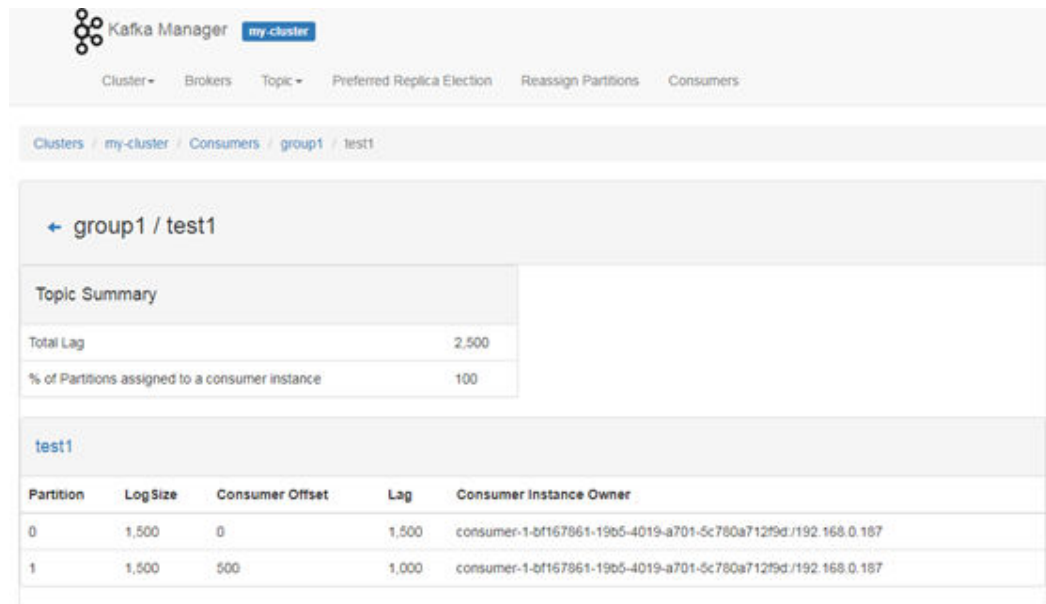 Kafka Manager my-cluster
Cluster Brokers Topic Preferred Replica Election Reassign Partitions Consumers
Clusters / my-cluster / Consumers / group1 / test1
← group1 / test1
Topic Summary
Total Lag 2,500
% of Partitions assigned to a consumer instance 100
test1
Partition LogSize Consumer Offset Lag Consumer Instance Owner
0 1,500 0 1,500 consumer-1-bf167861-19b5-4019-a701-5c780a712f9d:/192.168.0.187
1 1,500 500 1,000 consumer-1-bf167861-19b5-4019-a701-5c780a712f9d:/192.168.0.187